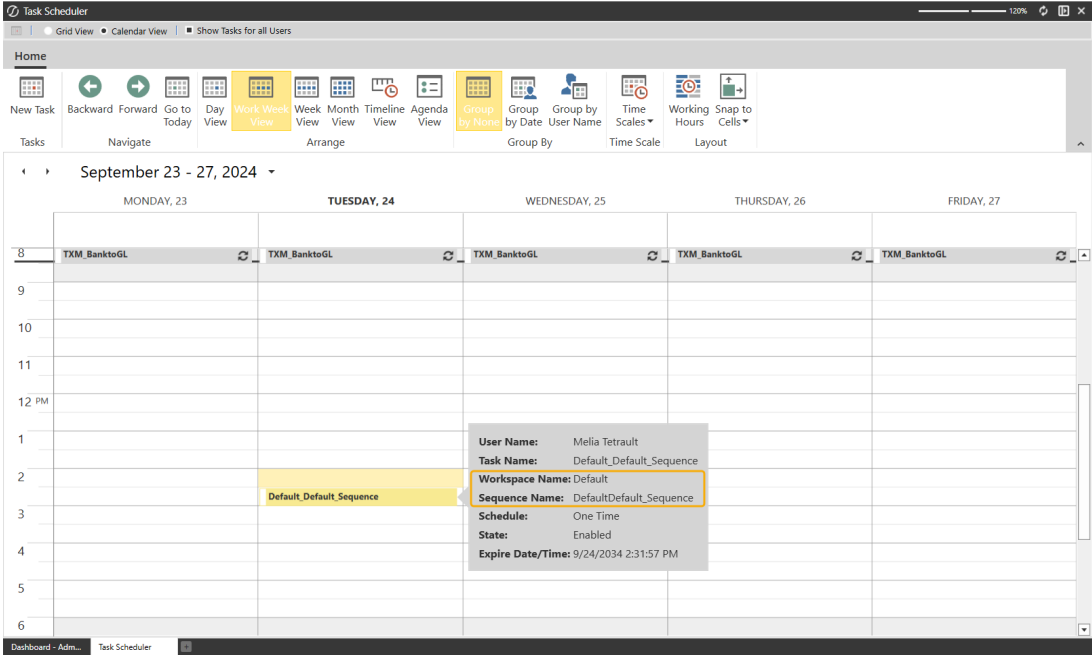 Task Scheduler
120%
Grid View Calendar View Show Tasks for all Users
Home
New Task Backward Forward Go to Today Day View Work Week View Week View Month View Timeline View Agenda View Group by None Group by Date Group by User Name Time Scales Working Hours Snap to Cells
Tasks Navigate Arrange Group By Time Scale Layout
September 23 - 27, 2024
MONDAY, 23 TUESDAY, 24 WEDNESDAY, 25 THURSDAY, 26 FRIDAY, 27
8 TXM_BanktoGL TXM_BanktoGL TXM_BanktoGL TXM_BanktoGL TXM_BanktoGL
9
10
11
12 PM
1
User Name: Melia Tetrault
Task Name: Default_Default_Sequence
2
Workspace Name: Default
Default_Default_Sequence
Sequence Name: DefaultDefault_Sequence
3
Schedule: One Time
State: Enabled
4
Expire Date/Time: 9/24/2034 2:31:57 PM
5
6
Dashboard - Adm... Task Scheduler